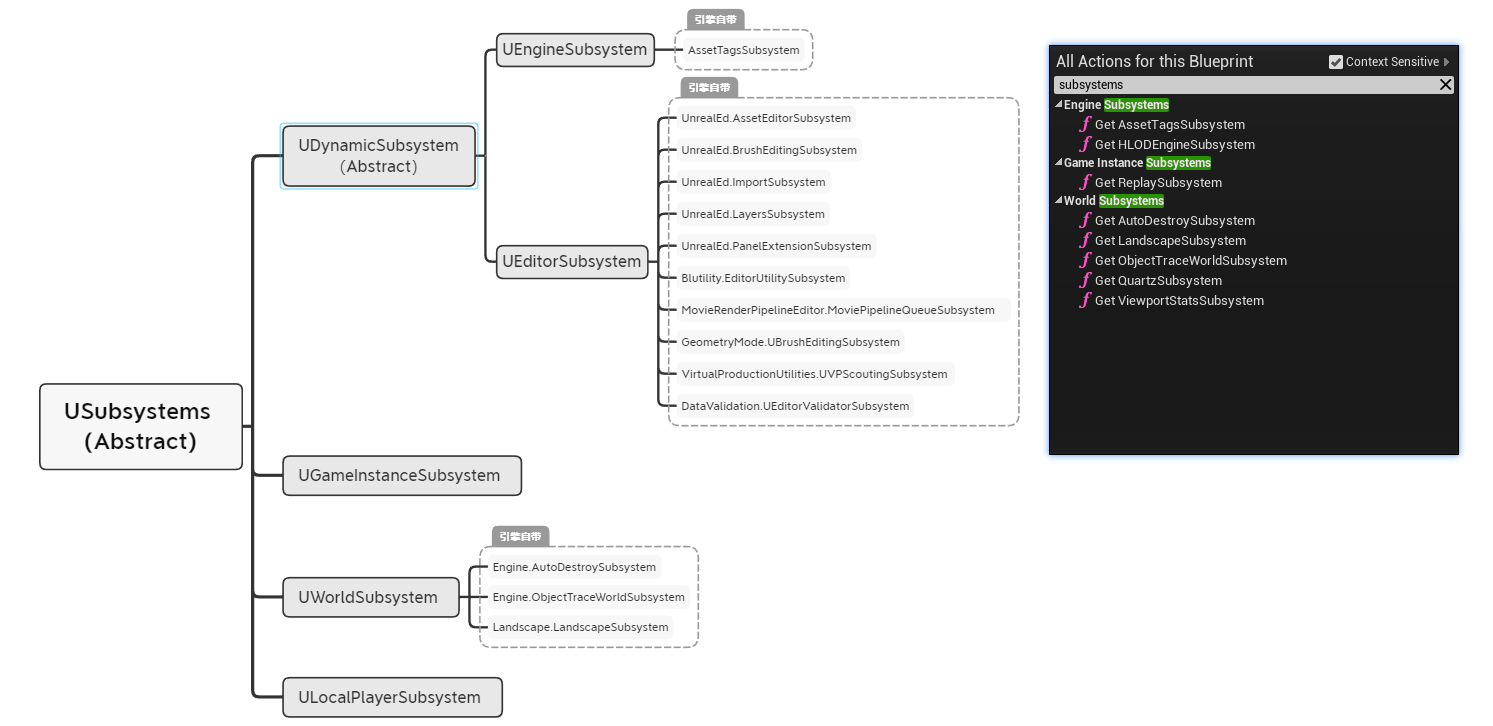 引擎自带
UEngineSubsystem
AssetTagsSubsystem
引擎自带
UDynamicSubsystem
(Abstract)
UnrealEd.AssetEditorSubsystem
UnrealEd.BrushEditingSubsystem
UnrealEd.ImportSubsystem
UnrealEd.LayersSubsystem
UnrealEd.PanelExtensionSubsystem
UEditorSubsystem
Blutility.EditorUtilitySubsystem
MovieRenderPipelineEditor.MoviePipelineQueueSubsystem
GeometryMode.UBrushEditingSubsystem
VirtualProductionUtilities.UVPScoutingSubsystem
DataValidation.UEditorValidatorSubsystem
USubsystems
(Abstract)
UGameInstanceSubsystem
引擎自带
UWorldSubsystem
Engine.AutoDestroySubsystem
Engine.ObjectTraceWorldSubsystem
Landscape.LandscapeSubsystem
ULocalPlayerSubsystem
All Actions for this Blueprint
Context Sensitive
subsystems
Engine Subsystems
Get AssetTagsSubsystem
Get HLODEngineSubsystem
Game Instance Subsystems
Get ReplaySubsystem
World Subsystems
Get AutoDestroySubsystem
Get LandscapeSubsystem
Get ObjectTraceWorldSubsystem
Get QuartzSubsystem
Get ViewportStatsSubsystem